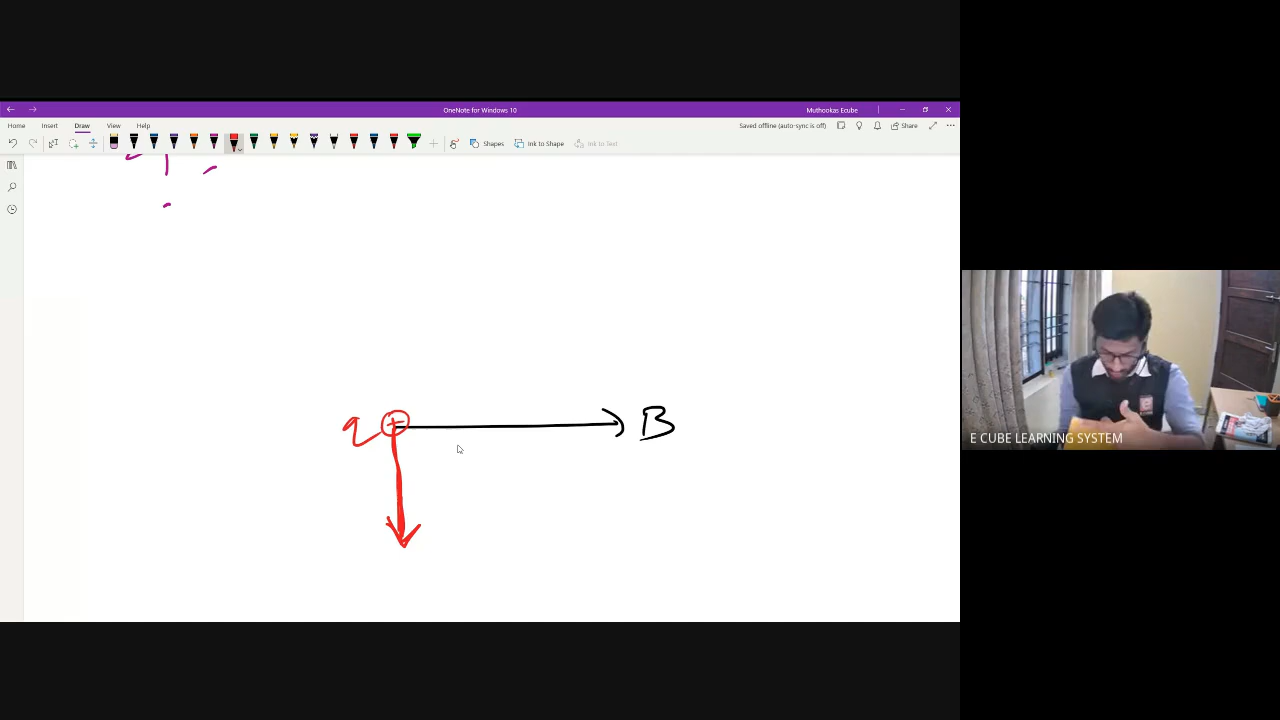 OneNote for Windows 10
Muthookas Ecube
Home Insert Draw View Help
Saved offline (auto-sync is off)
Share
Shapes
Ink to Shape
Ink to Text
q + B
E CUBE LEARNING SYSTEM